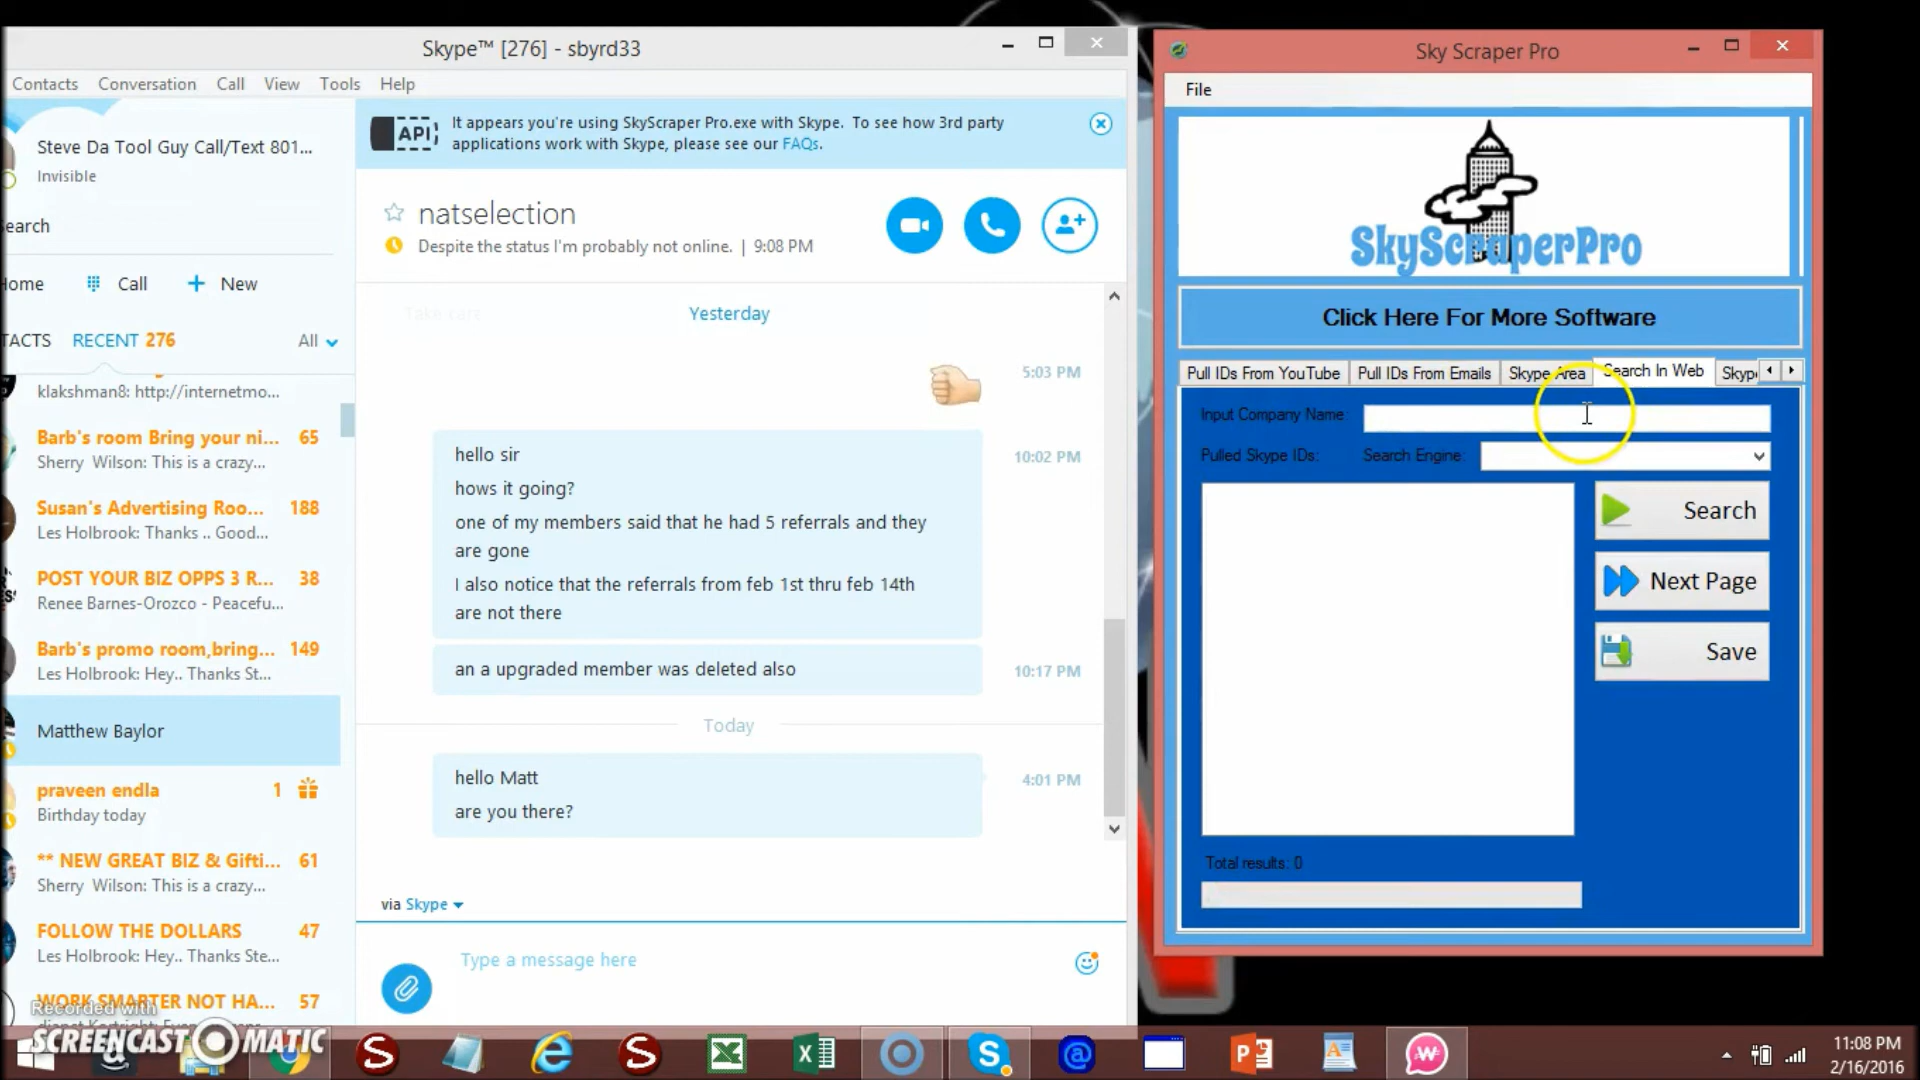 Skype™ [276] - sbyrd33
Contacts Conversation Call View Tools Help
Steve Da Tool Guy Call/Text 801...
Invisible
earch
ome Call New
TACTS RECENT 276 All
klakshman8: http://internetmo...
Barb's room Bring your ni... 65
Sherry Wilson: This is a crazy...
Susan's Advertising Roo... 188
Les Holbrook: Thanks .. Good...
POST YOUR BIZ OPPS 3 R... 38
Renee Barnes-Orozco - Peacefu...
Barb's promo room,bring... 149
Les Holbrook: Hey.. Thanks St...
Matthew Baylor
praveen endla 1
Birthday today
** NEW GREAT BIZ & Gifti... 61
Sherry Wilson: This is a crazy...
FOLLOW THE DOLLARS 47
Les Holbrook: Hey.. Thanks Ste...
WORK SMARTER NOT HA... 57
API
It appears you're using SkyScraper Pro.exe with Skype. To see how 3rd party
applications work with Skype, please see our FAQs.
natselection
Despite the status I'm probably not online. | 9:08 PM
Take care
Yesterday
5:03 PM
hello sir 10:02 PM
hows it going?
one of my members said that he had 5 referrals and they
are gone
I also notice that the referrals from feb 1st thru feb 14th
are not there
an a upgraded member was deleted also 10:17 PM
Today
hello Matt 4:01 PM
are you there?
via Skype
Type a message here
Sky Scraper Pro
File
SkyScraperPro
Click Here For More Software
Pull IDs From YouTube Pull IDs From Emails Skype Area Search In Web Skyp
Input Company Name:
Pulled Skype IDs: Search Engine:
Search
Next Page
Save
Total results: 0
Recorded with
SCREENCAST MATIC
11:08 PM
2/16/2016